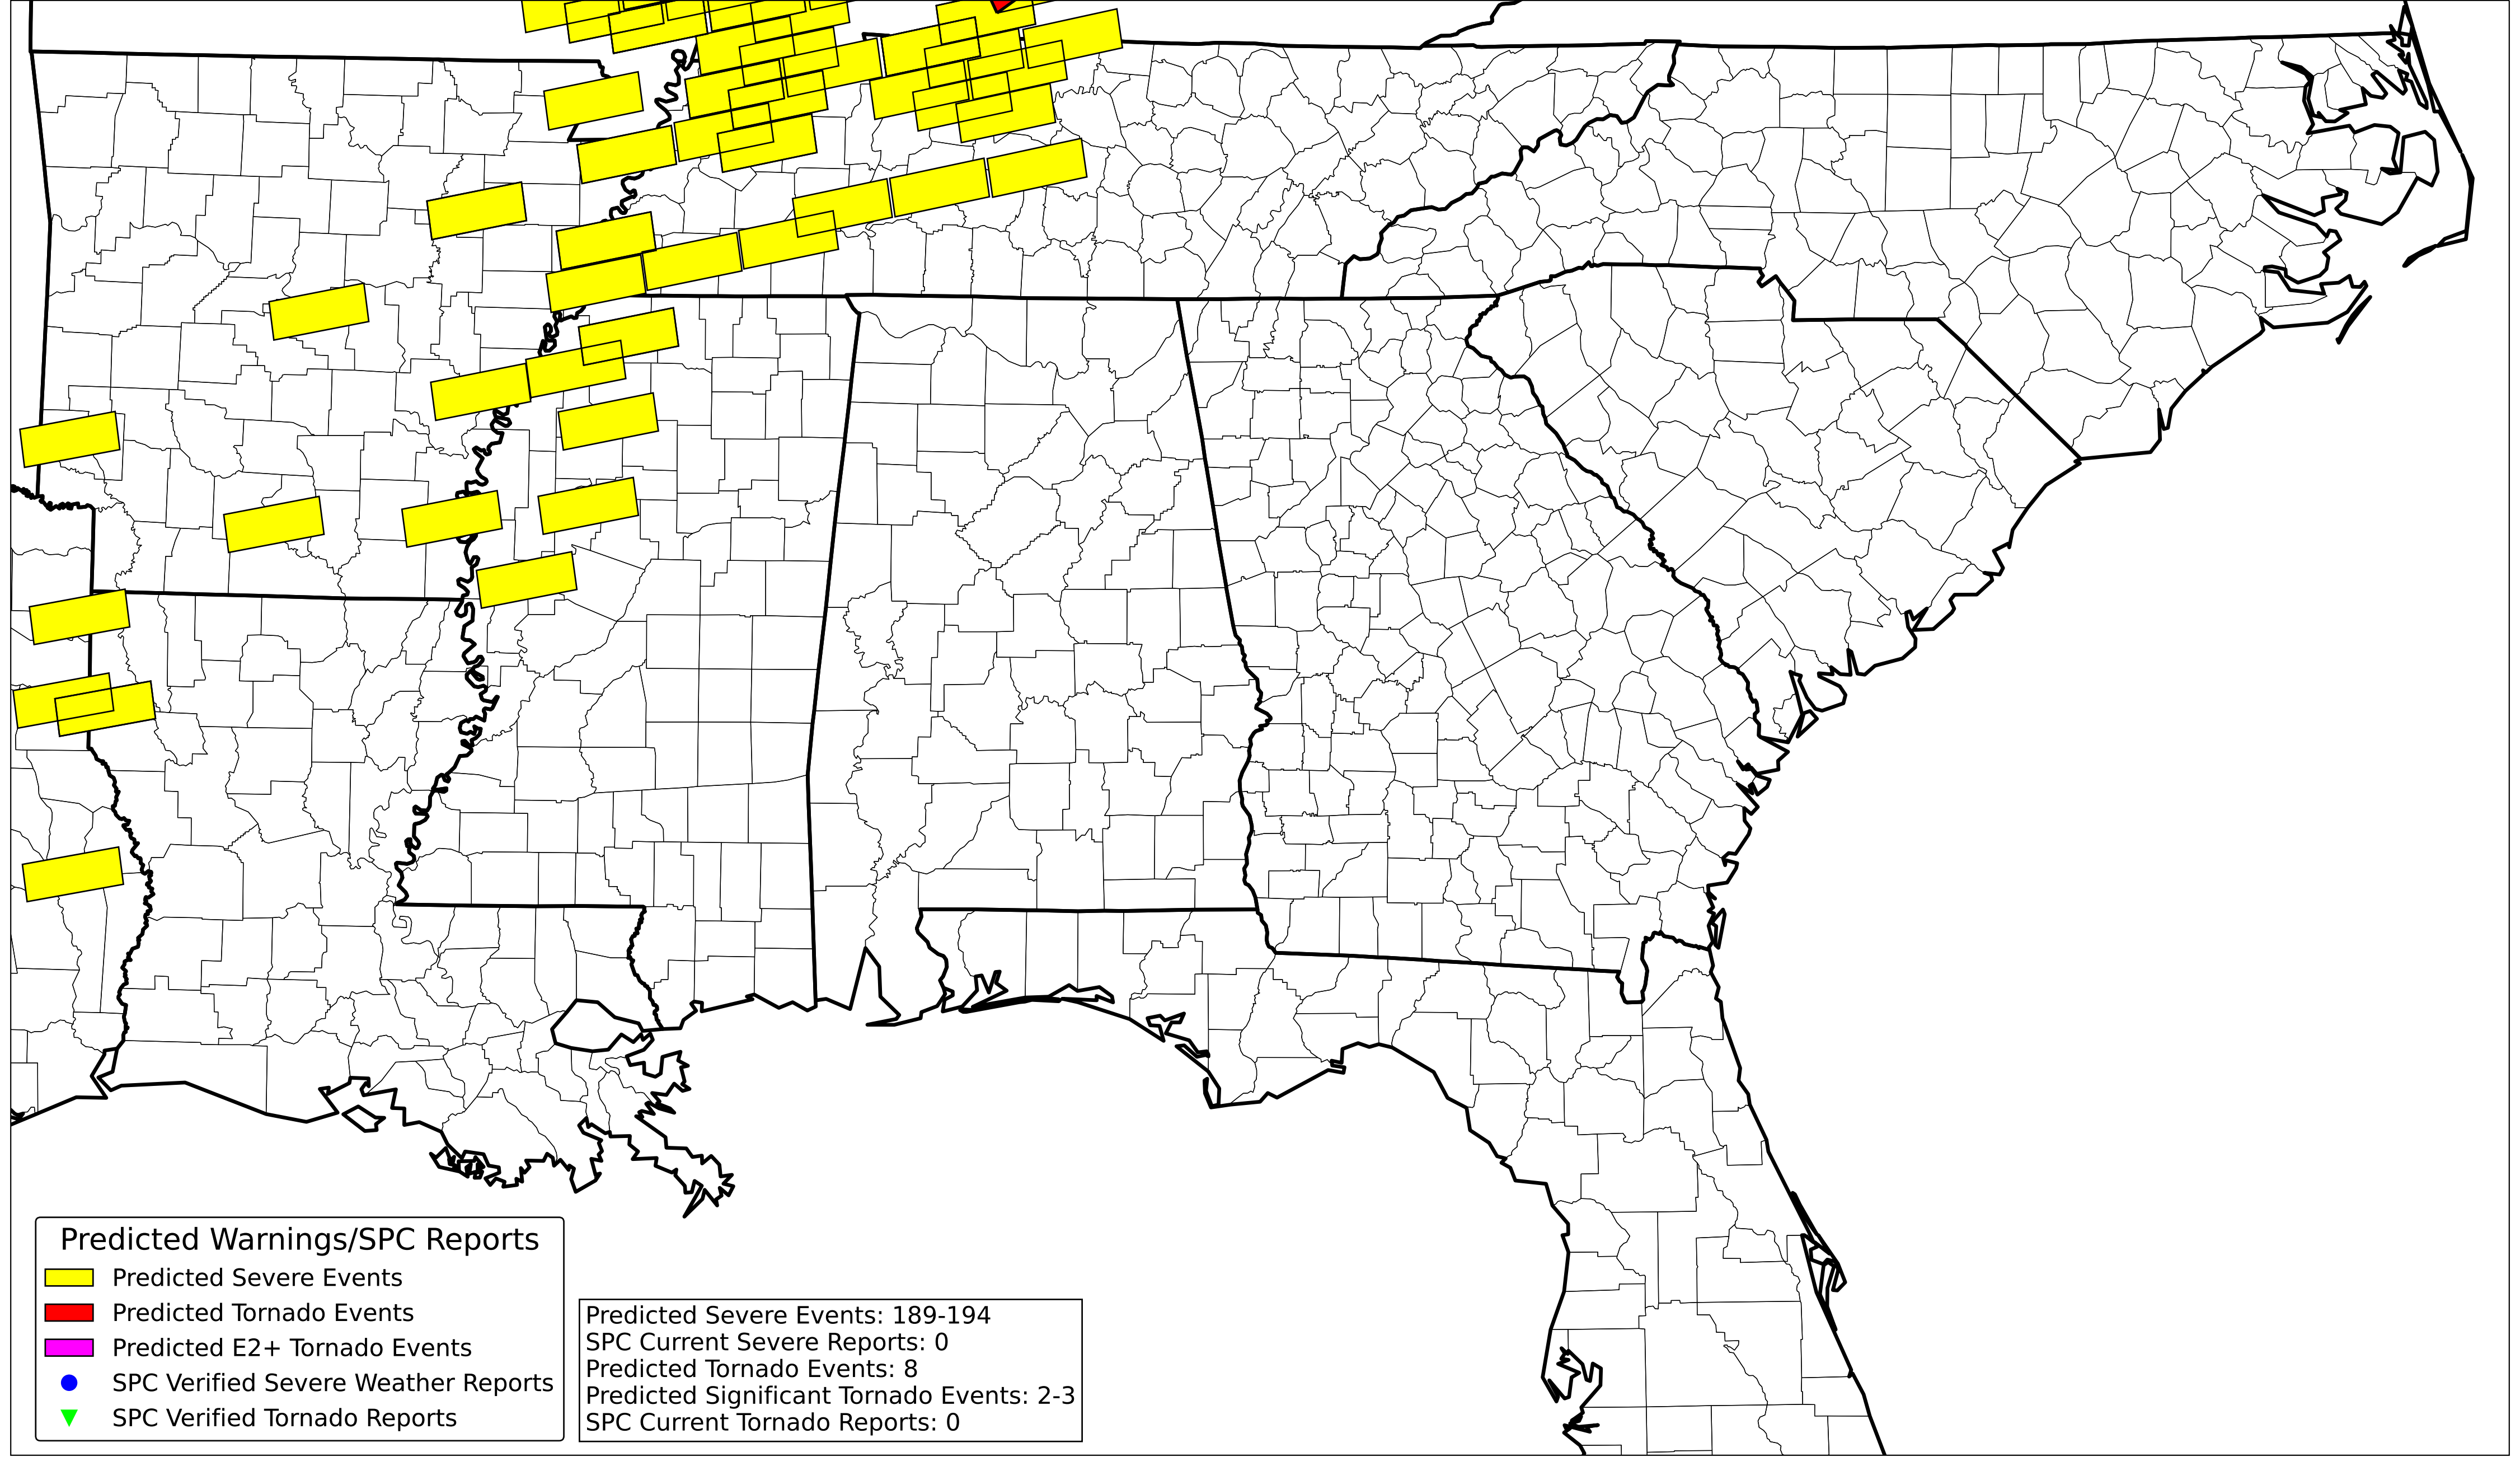 Predicted Warnings/SPC Reports
Predicted Severe Events
Predicted Tornado Events
Predicted E2+ Tornado Events
SPC Verified Severe Weather Reports
SPC Verified Tornado Reports
Predicted Severe Events: 189-194
SPC Current Severe Reports: 0
Predicted Tornado Events: 8
Predicted Significant Tornado Events: 2-3
SPC Current Tornado Reports: 0